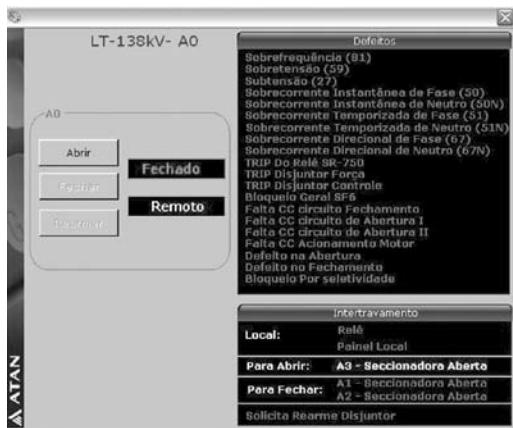 LT-138kV- A0
A0
Abrir
Fechar
Rearmar
Fechado
Remoto
Defeitos
Sobrefrequência (81)
Sobretensão (59)
Subtensão (27)
Sobrecorrente Instantânea de Fase (50)
Sobrecorrente Instantânea de Neutro (50N)
Sobrecorrente Temporizada de Fase (51)
Sobrecorrente Temporizada de Neutro (51N)
Sobrecorrente Direcional de Fase (67)
Sobrecorrente Direcional de Neutro (67N)
TRIP Do Relê SR-750
TRIP Disjuntor Força
TRIP Disjuntor Controle
Bloqueio Geral SF6
Falta CC circuito Fechamento
Falta CC circuito de Abertura I
Falta CC circuito de Abertura II
Falta CC Acionamento Motor
Defeito na Abertura
Defeito no Fechamento
Bloqueio Por seletividade
Intertravamento
Local: Relê
Painel Local
Para Abrir: A3 - Seccionadora Aberta
Para Fechar: A1 - Seccionadora Aberta
A2 - Seccionadora Aberta
Solicita Rearme Disjuntor
ATAN